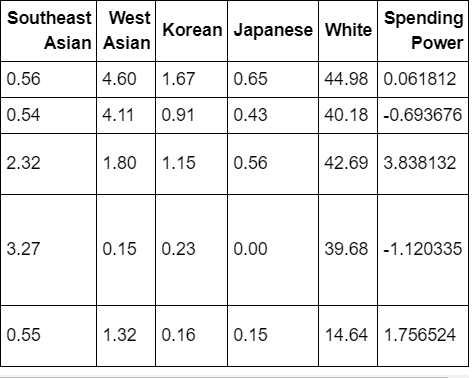 Southeast Asian West Asian Korean Japanese White Spending Power
0.56 4.60 1.67 0.65 44.98 0.061812
0.54 4.11 0.91 0.43 40.18 -0.693676
2.32 1.80 1.15 0.56 42.69 3.838132
3.27 0.15 0.23 0.00 39.68 -1.120335
0.55 1.32 0.16 0.15 14.64 1.756524